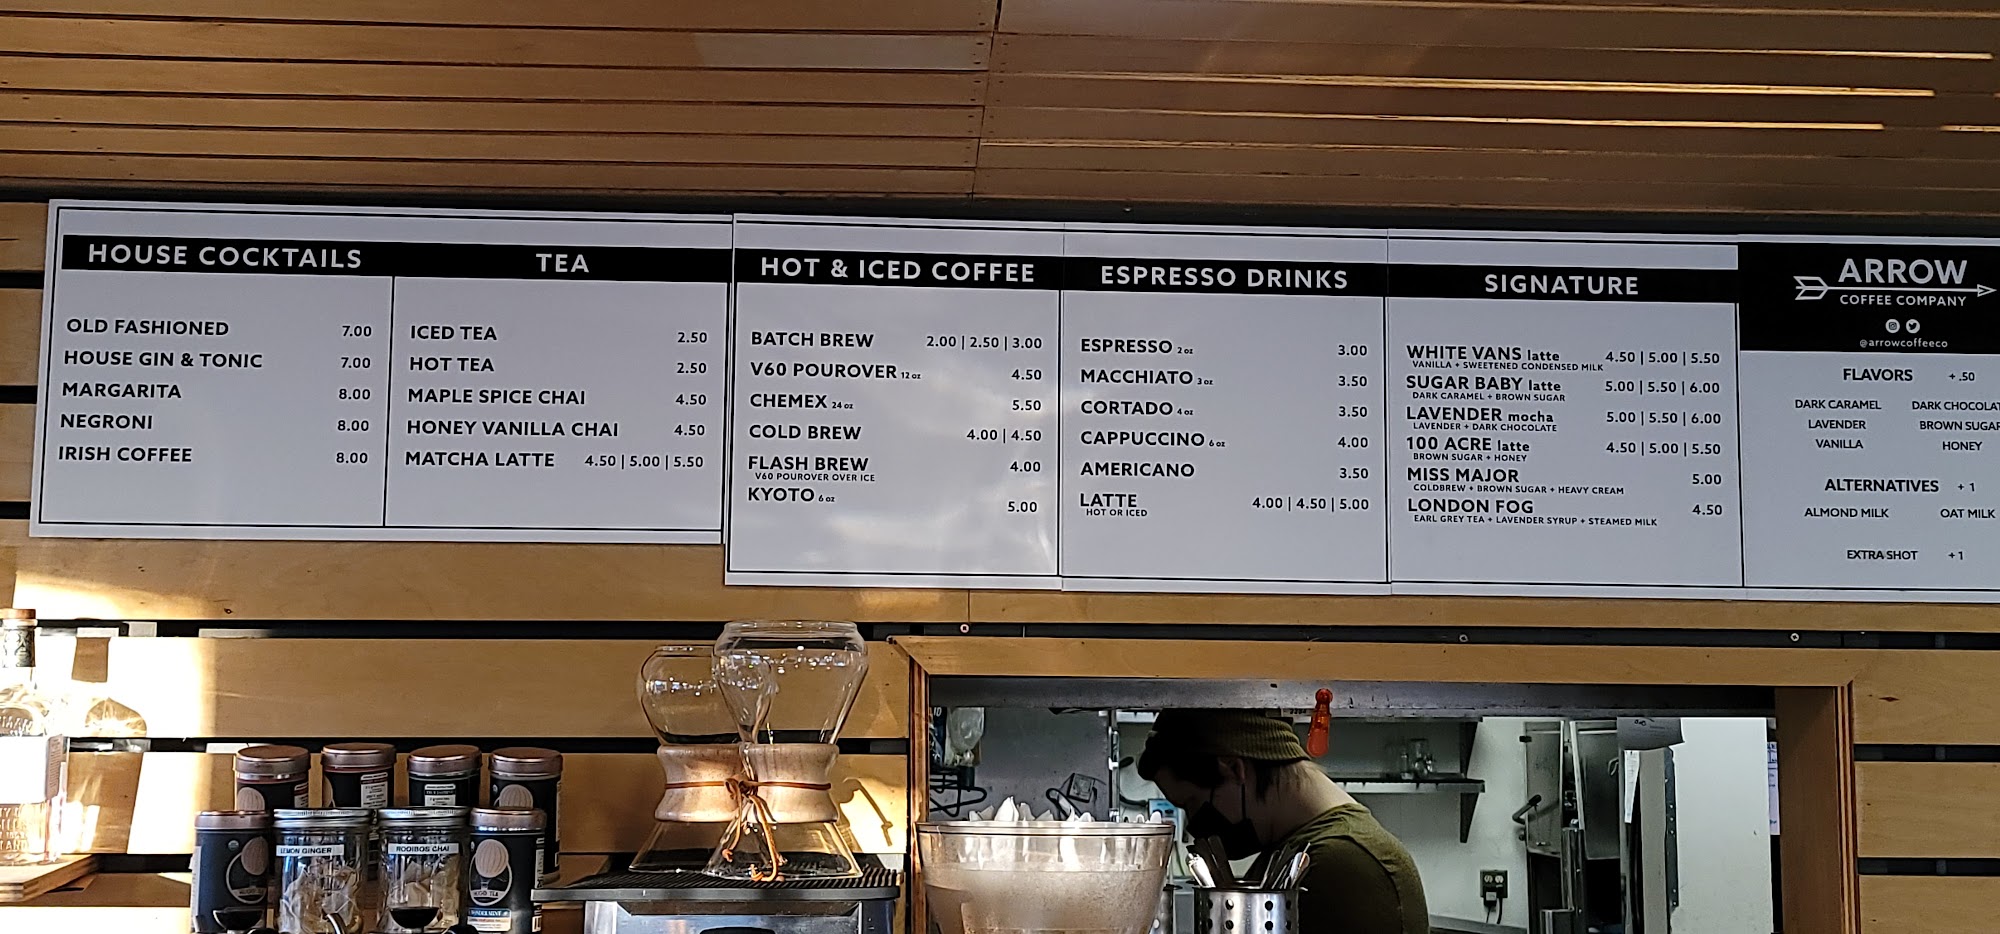 HOUSE COCKTAILS
OLD FASHIONED 7.00
HOUSE GIN & TONIC 7.00
MARGARITA 8.00
NEGRONI 8.00
IRISH COFFEE 8.00
TEA
ICED TEA 2.50
HOT TEA 2.50
MAPLE SPICE CHAI 4.50
HONEY VANILLA CHAI 4.50
MATCHA LATTE 4.50 | 5.00 | 5.50
HOT & ICED COFFEE
BATCH BREW 2.00 | 2.50 | 3.00
V60 POUROVER 12 oz 4.50
CHEMEX 24 oz 5.50
COLD BREW 4.00 | 4.50
FLASH BREW 4.00
V60 POUROVER OVER ICE
KYOTO 6 oz 5.00
ESPRESSO DRINKS
ESPRESSO 2 oz 3.00
MACCHIATO 3 oz 3.50
CORTADO 4 oz 3.50
CAPPUCCINO 6 oz 4.00
AMERICANO 3.50
LATTE 4.00 | 4.50 | 5.00
HOT OR ICED
SIGNATURE
WHITE VANS latte 4.50 | 5.00 | 5.50
VANILLA + SWEETENED CONDENSED MILK
SUGAR BABY latte 5.00 | 5.50 | 6.00
DARK CARAMEL + BROWN SUGAR
LAVENDER mocha 5.00 | 5.50 | 6.00
LAVENDER + DARK CHOCOLATE
100 ACRE latte 4.50 | 5.00 | 5.50
BROWN SUGAR + HONEY
MISS MAJOR 5.00
COLDBREW + BROWN SUGAR + HEAVY CREAM
LONDON FOG 4.50
EARL GREY TEA + LAVENDER SYRUP + STEAMED MILK
ARROW
COFFEE COMPANY
@arrowcoffeeco
FLAVORS + .50
DARK CARAMEL DARK CHOCOLAT
LAVENDER BROWN SUGAR
VANILLA HONEY
ALTERNATIVES + 1
ALMOND MILK OAT MILK
EXTRA SHOT + 1
LEMON GINGER
ROOIBOS CHAI